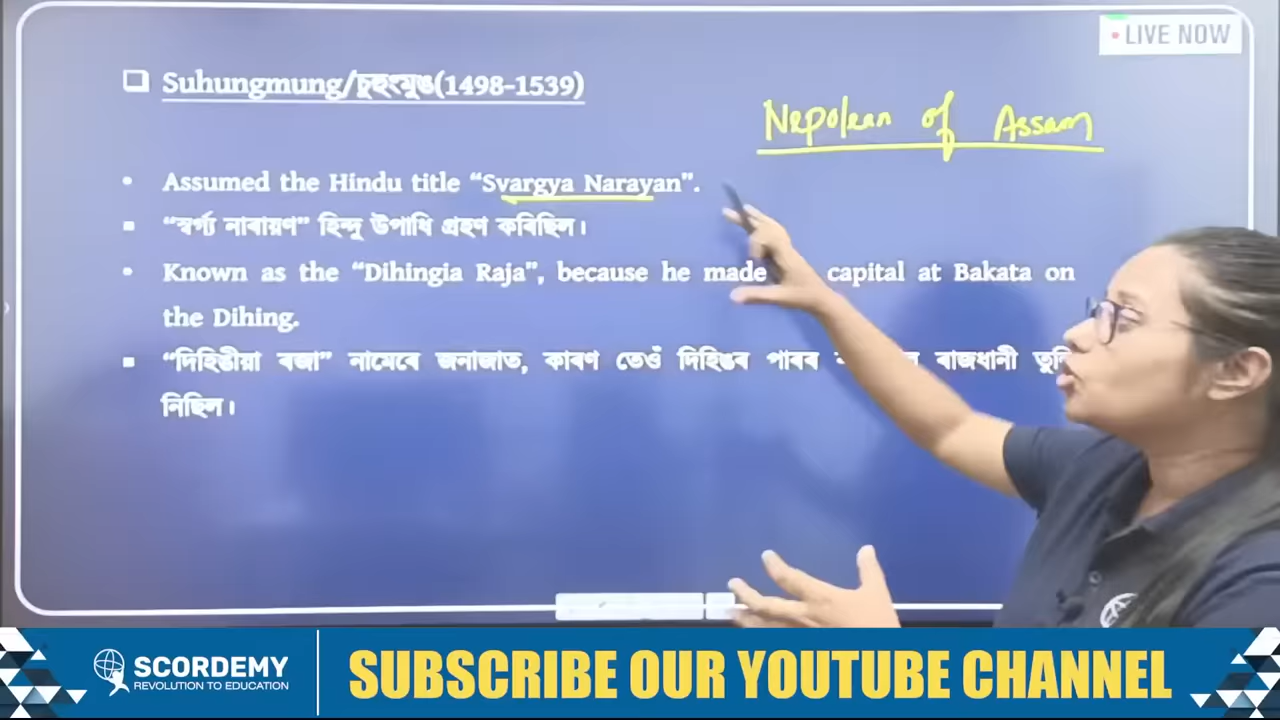 LIVE NOW
Suhungmung/চুহুংমুঙ(1498-1539)
Nepolean of Assam
Assumed the Hindu title “Svargya Narayan”.
“স্বৰ্গ্য নাৰায়ণ” হিন্দু উপাধি গ্ৰহণ কৰিছিল।
Known as the “Dihingia Raja”, because he made capital at Bakata on
the Dihing.
“দিহিঙীয়া ৰজা” নামেৰে জনাজাত, কাৰণ তেওঁ দিহিঙৰ পাৰৰ ৰাজধানী
নিছিল।
SCORDEMY
REVOLUTION TO EDUCATION
SUBSCRIBE OUR YOUTUBE CHANNEL